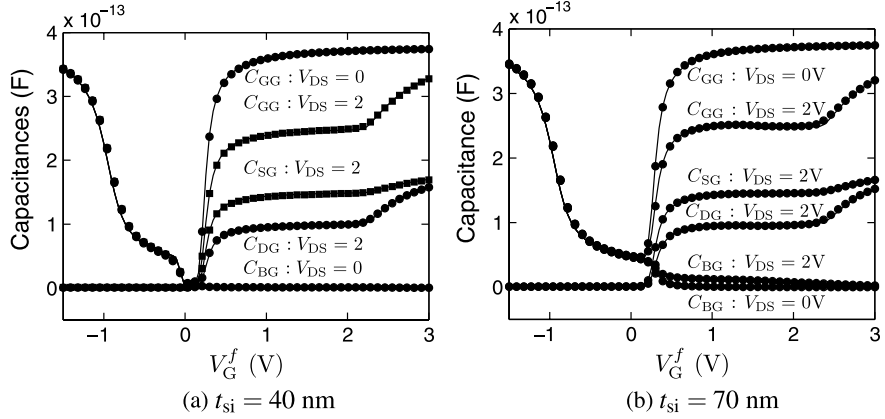 × 10⁻¹³
4
3
2
1
0
Capacitances (F)
C_GG : V_DS = 0
C_GG : V_DS = 2
C_SG : V_DS = 2
C_DG : V_DS = 2
C_BG : V_DS = 0
−1 0 1 2 3
V_G^f (V)
(a) t_si = 40 nm
× 10⁻¹³
4
3
2
1
0
Capacitance (F)
C_GG : V_DS = 0V
C_GG : V_DS = 2V
C_SG : V_DS = 2V
C_DG : V_DS = 2V
C_BG : V_DS = 2V
C_BG : V_DS = 0V
−1 0 1 2 3
V_G^f (V)
(b) t_si = 70 nm